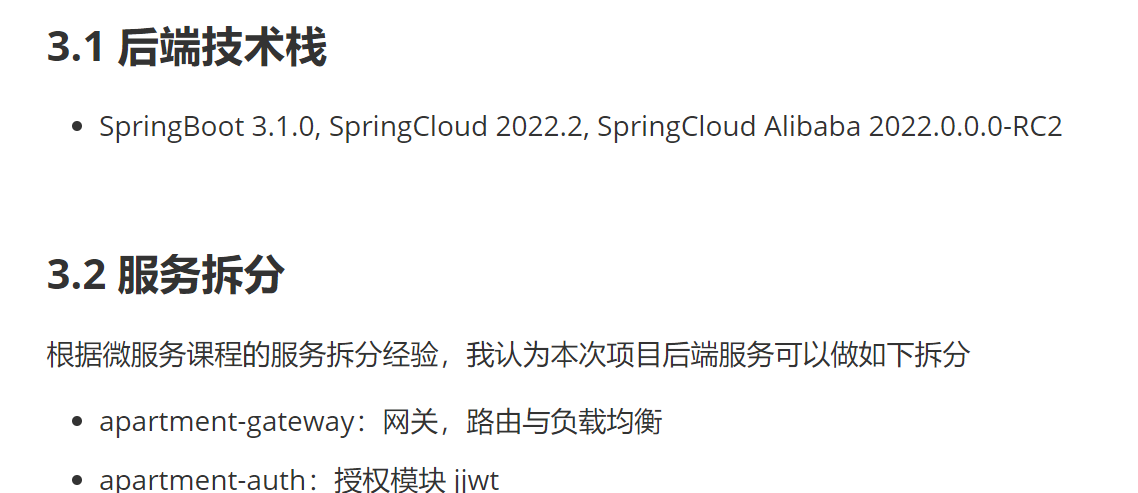 3.1 后端技术栈
SpringBoot 3.1.0, SpringCloud 2022.2, SpringCloud Alibaba 2022.0.0.0-RC2
3.2 服务拆分
根据微服务课程的服务拆分经验，我认为本次项目后端服务可以做如下拆分
apartment-gateway：网关，路由与负载均衡
apartment-auth：授权模块 jjwt